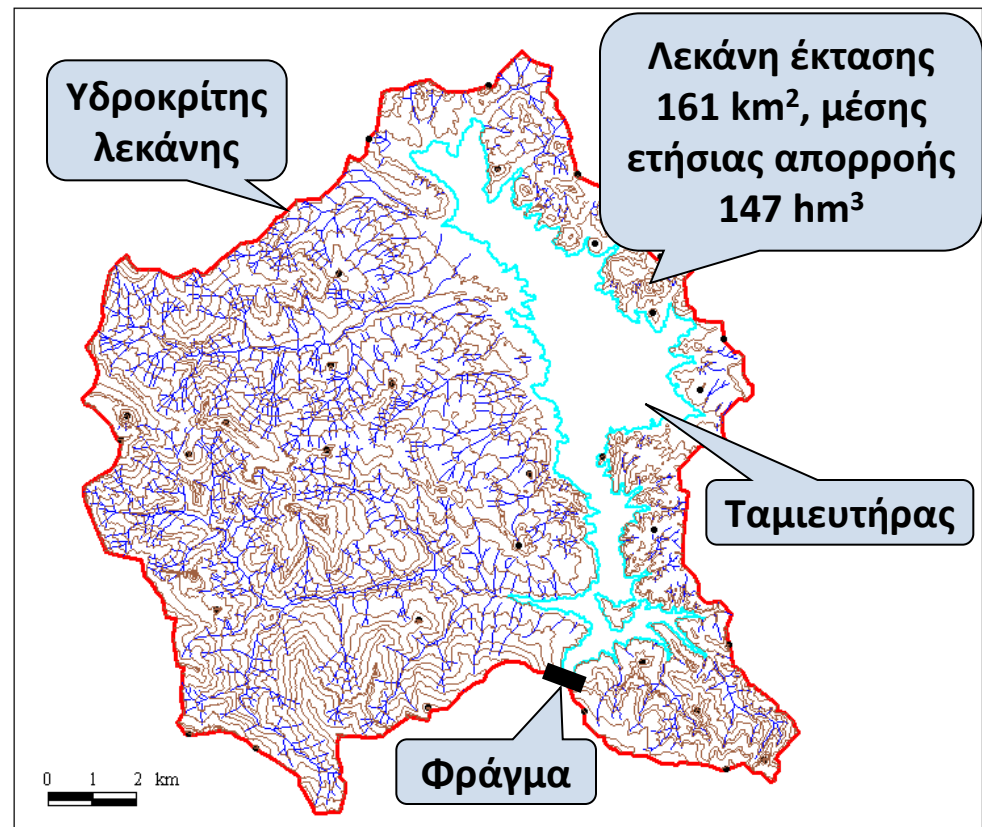 Υδροκρίτης
λεκάνης
Λεκάνη έκτασης
161 km², μέσης
ετήσιας απορροής
147 hm³
Ταμιευτήρας
Φράγμα
0 1 2 km